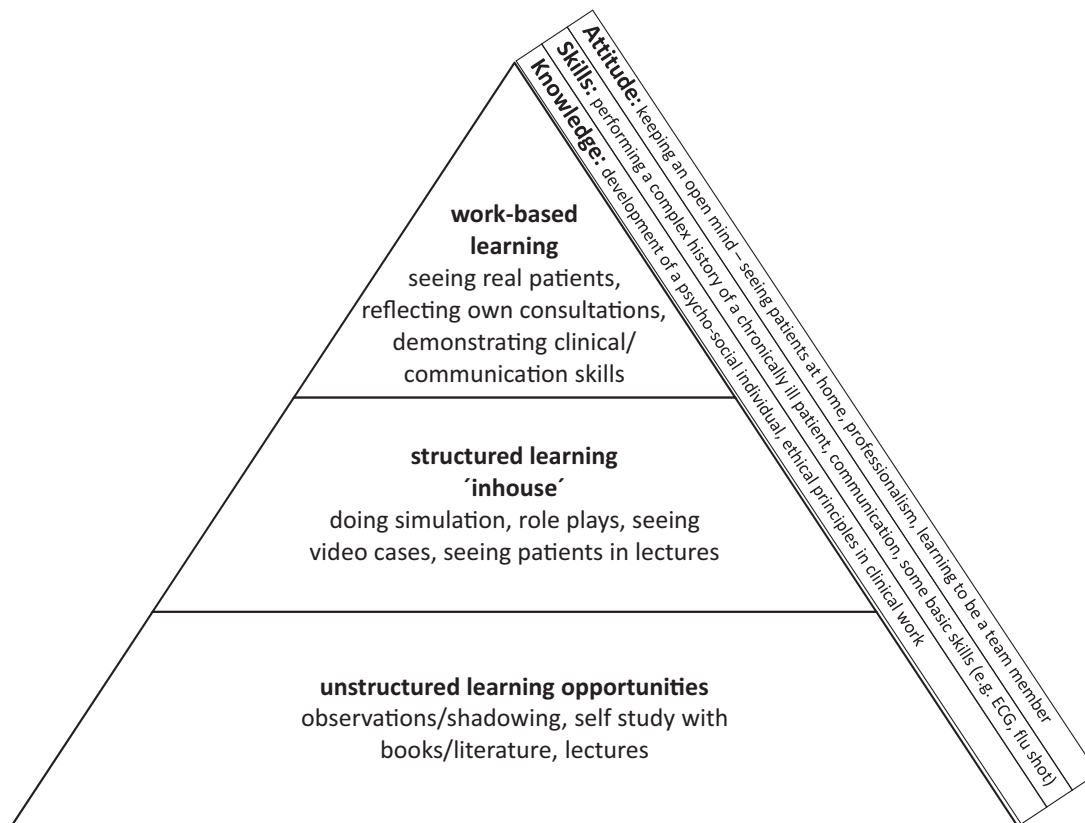 Attitude: keeping an open mind – seeing patients at home, professionalism, learning to be a team member
Skills: performing a complex history of a chronically ill patient, communication, some basic skills (e.g. ECG, flu shot)
Knowledge: development of a psycho-social individual, ethical principles in clinical work
work-based
learning
seeing real patients,
reflecting own consultations,
demonstrating clinical/
communication skills
structured learning
´inhouse´
doing simulation, role plays, seeing
video cases, seeing patients in lectures
unstructured learning opportunities
observations/shadowing, self study with
books/literature, lectures